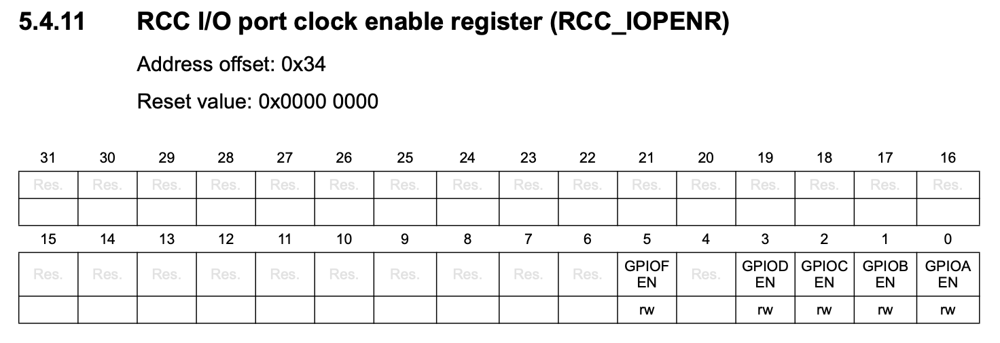 5.4.11 RCC I/O port clock enable register (RCC_IOPENR)
Address offset: 0x34
Reset value: 0x0000 0000
31 30 29 28 27 26 25 24 23 22 21 20 19 18 17 16
Res. Res. Res. Res. Res. Res. Res. Res. Res. Res. Res. Res. Res. Res. Res. Res.
15 14 13 12 11 10 9 8 7 6 5 4 3 2 1 0
Res. Res. Res. Res. Res. Res. Res. Res. Res. Res. GPIOF EN Res. GPIOD EN GPIOC EN GPIOB EN GPIOA EN
rw rw rw rw rw